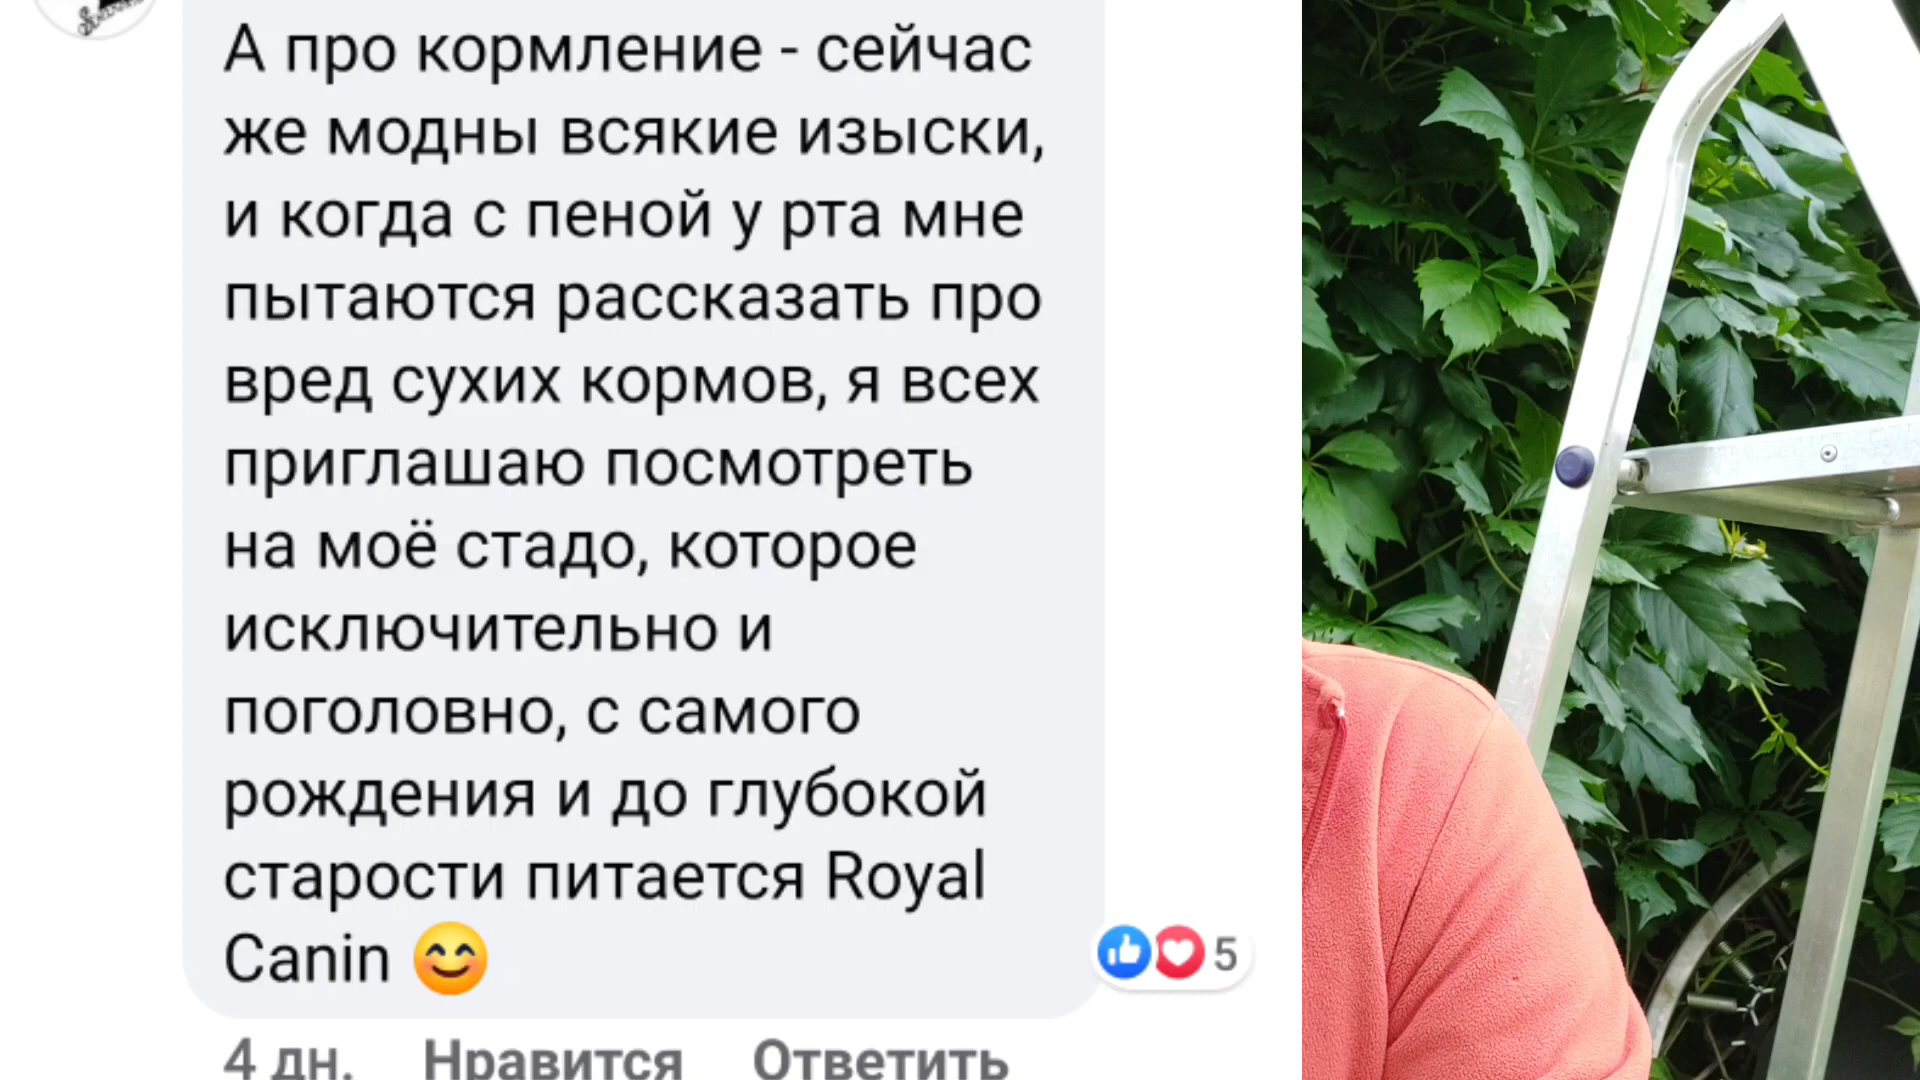 А про кормление - сейчас
же модны всякие изыски,
и когда с пеной у рта мне
пытаются рассказать про
вред сухих кормов, я всех
приглашаю посмотреть
на моё стадо, которое
исключительно и
поголовно, с самого
рождения и до глубокой
старости питается Royal
Canin 😊
5
4 дн. Нравится Ответить